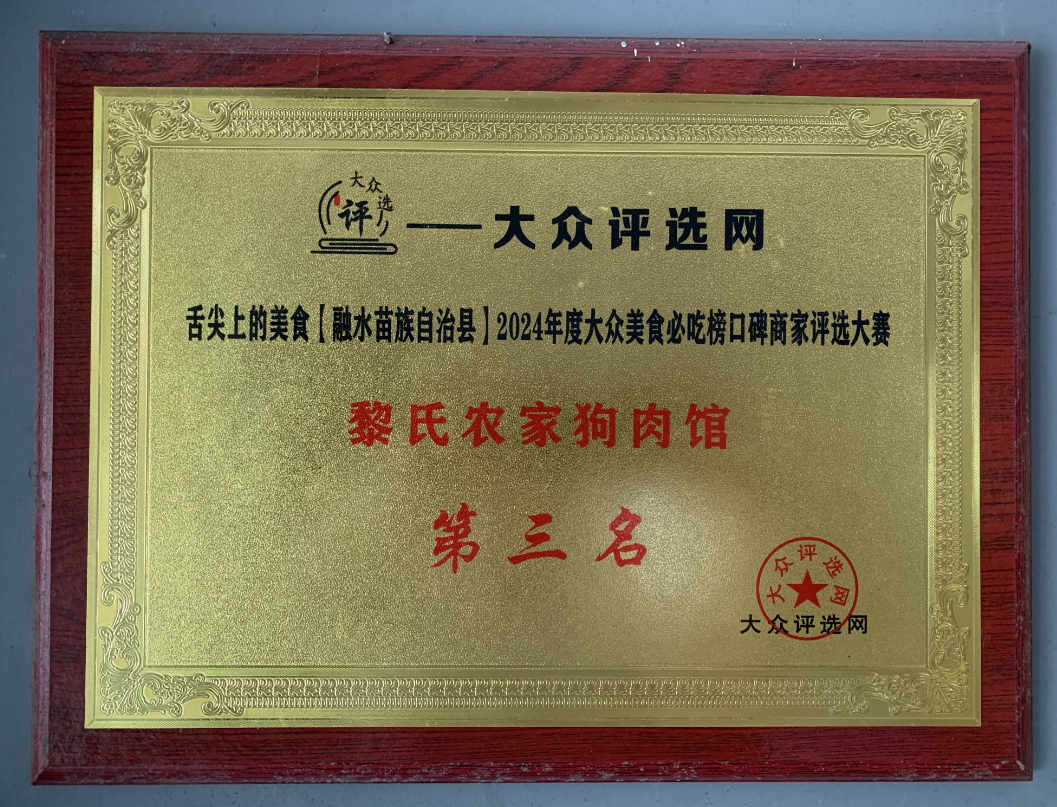 大众评选
——大众评选网
舌尖上的美食【融水苗族自治县】2024年度大众美食必吃榜口碑商家评选大赛
黎氏农家狗肉馆
第三名
大众评选网
大众评选网